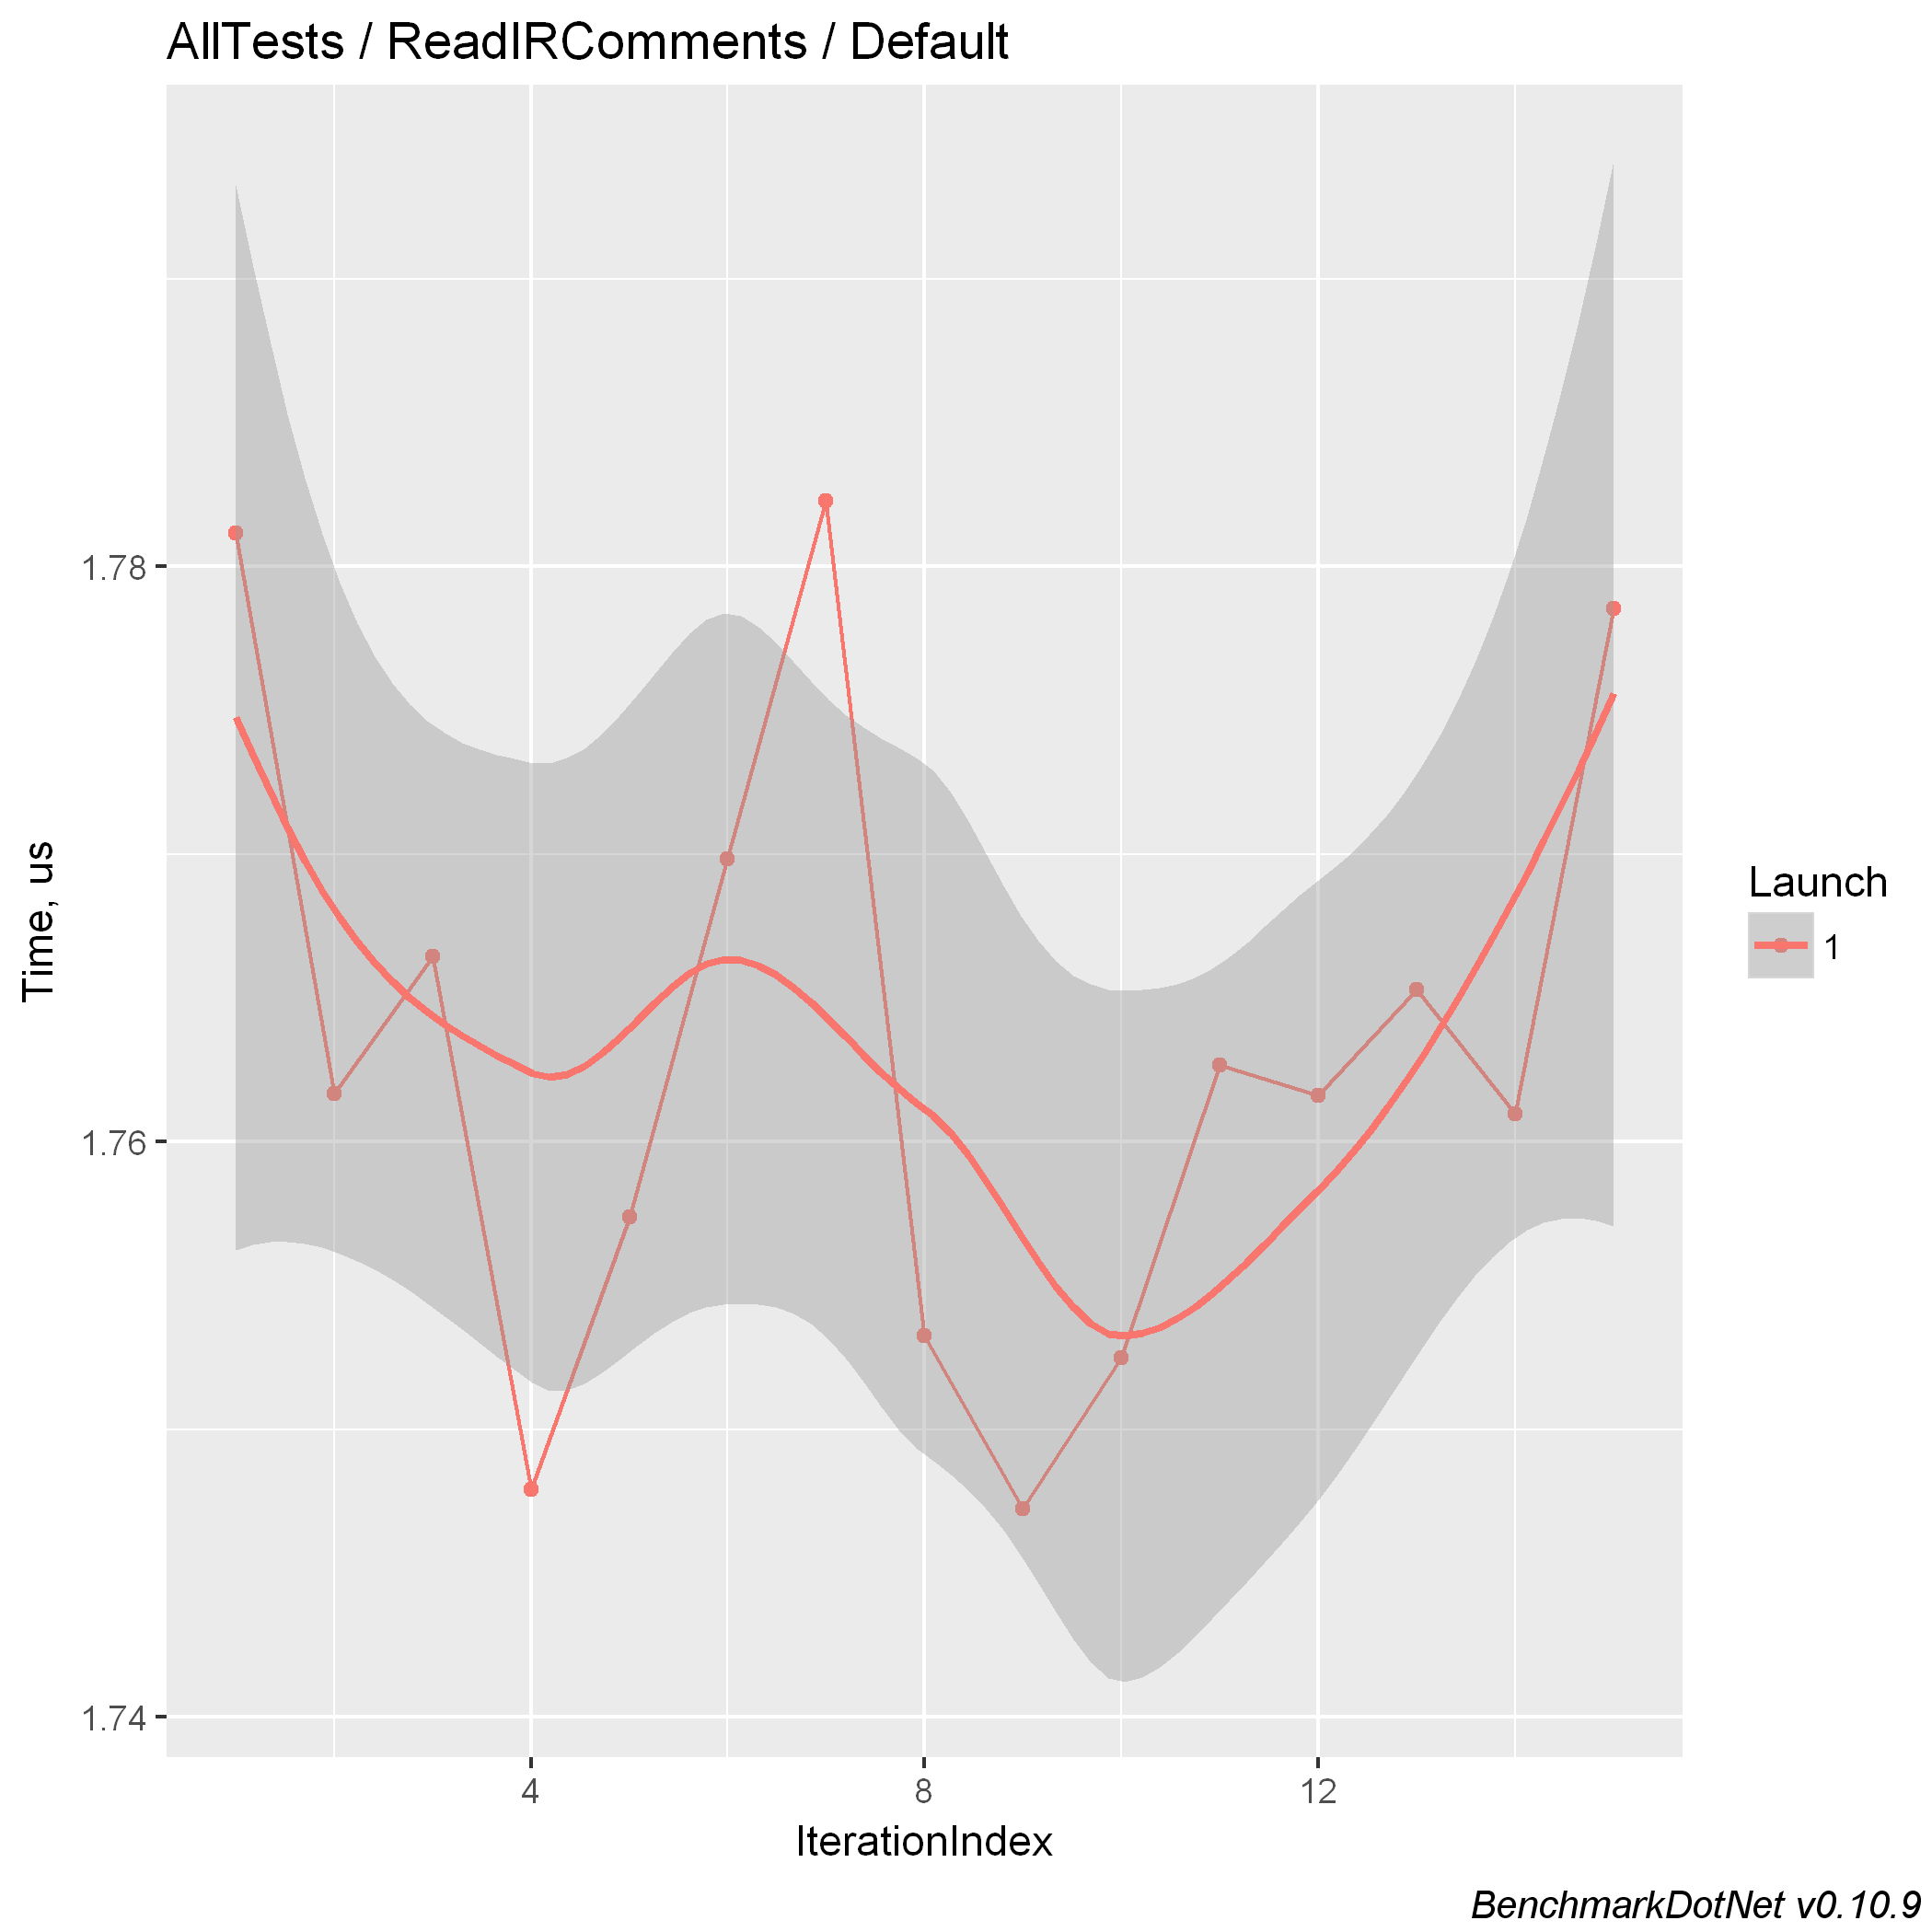 AllTests / ReadIRComments / Default
Time, us
1.78
1.76
1.74
4
8
12
IterationIndex
Launch
1
BenchmarkDotNet v0.10.9